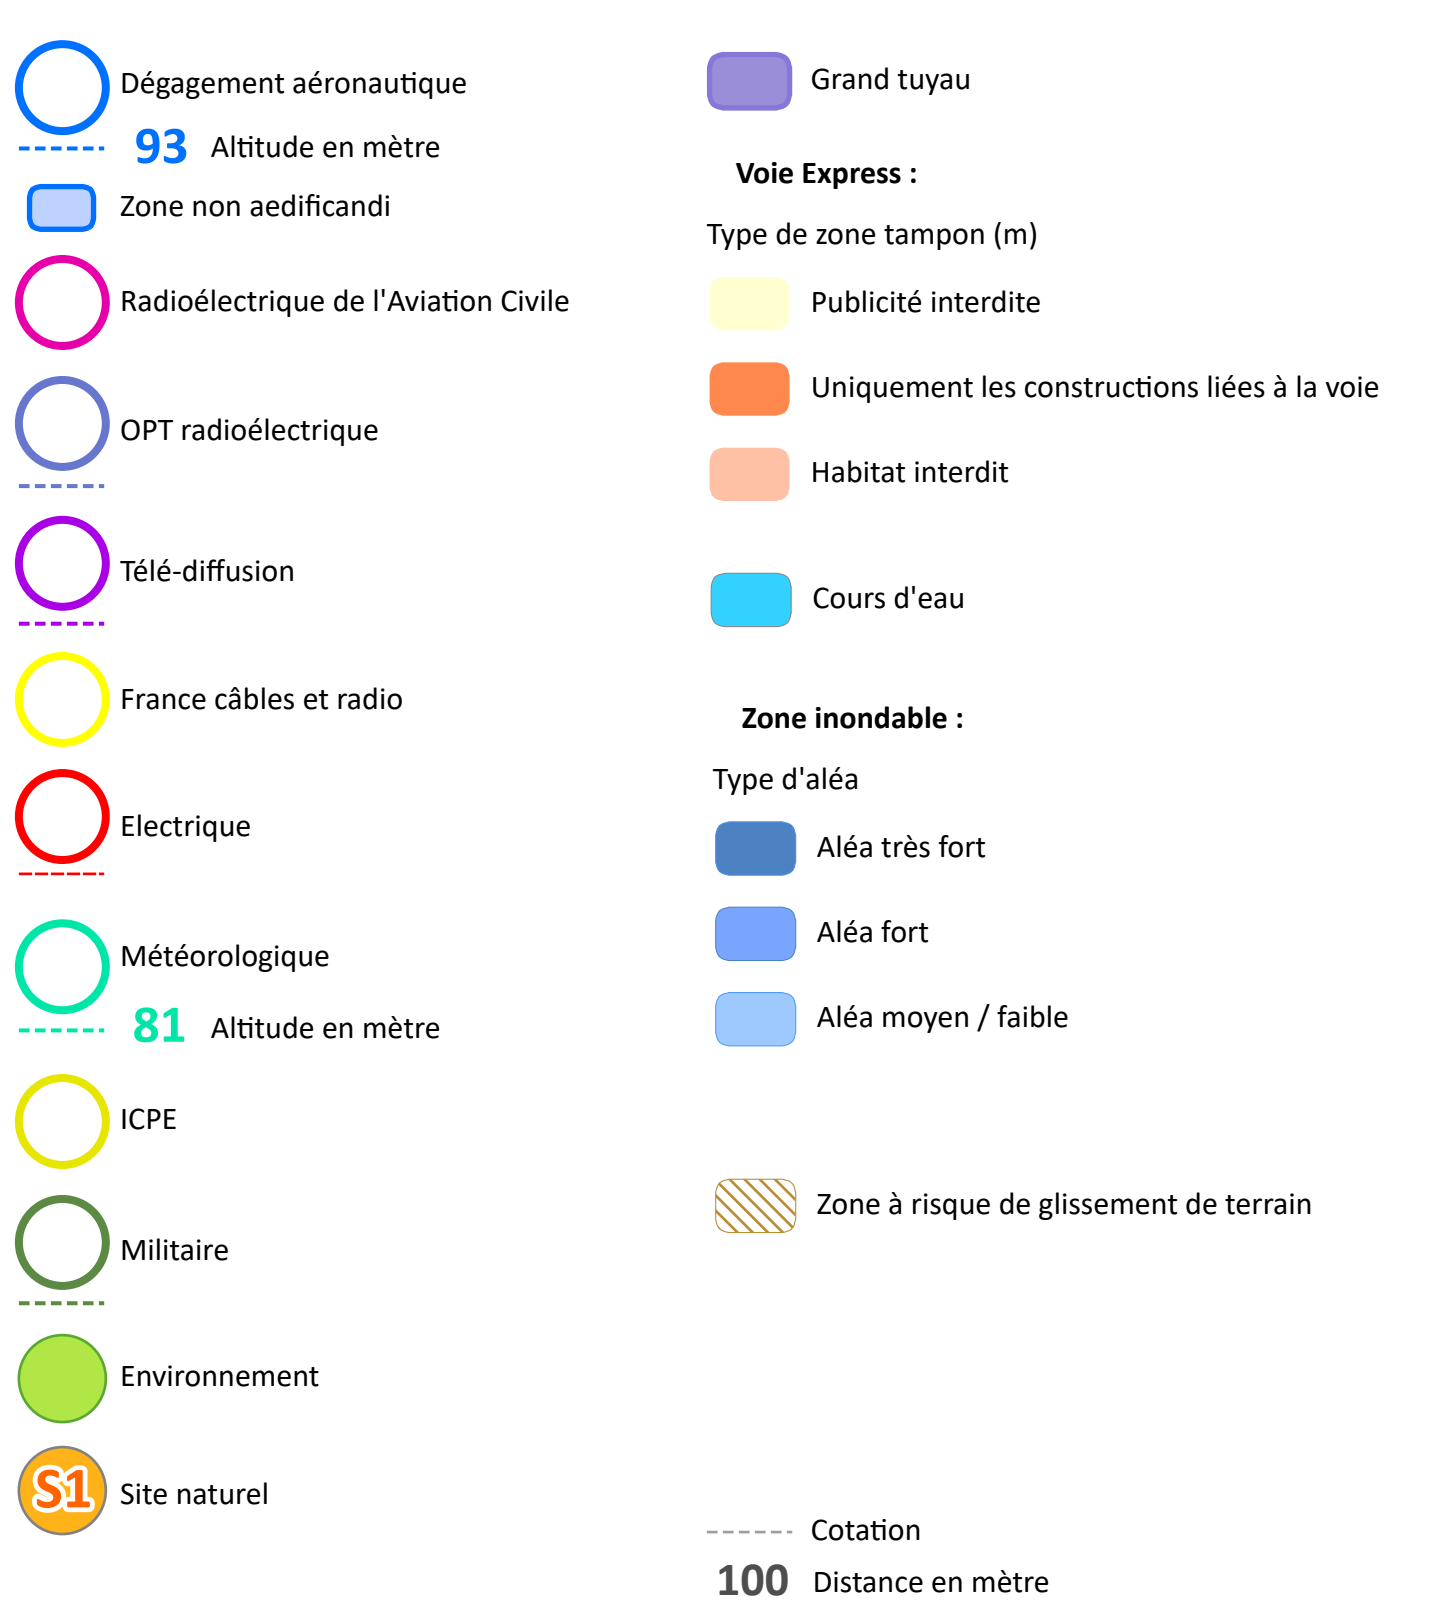 Dégagement aéronautique
93 Altitude en mètre
Zone non aedificandi
Radioélectrique de l'Aviation Civile
OPT radioélectrique
Télé-diffusion
France câbles et radio
Electrique
Météorologique
81 Altitude en mètre
ICPE
Militaire
Environnement
S1 Site naturel
Grand tuyau
Voie Express :
Type de zone tampon (m)
Publicité interdite
Uniquement les constructions liées à la voie
Habitat interdit
Cours d'eau
Zone inondable :
Type d'aléa
Aléa très fort
Aléa fort
Aléa moyen / faible
Zone à risque de glissement de terrain
Cotation
100 Distance en mètre